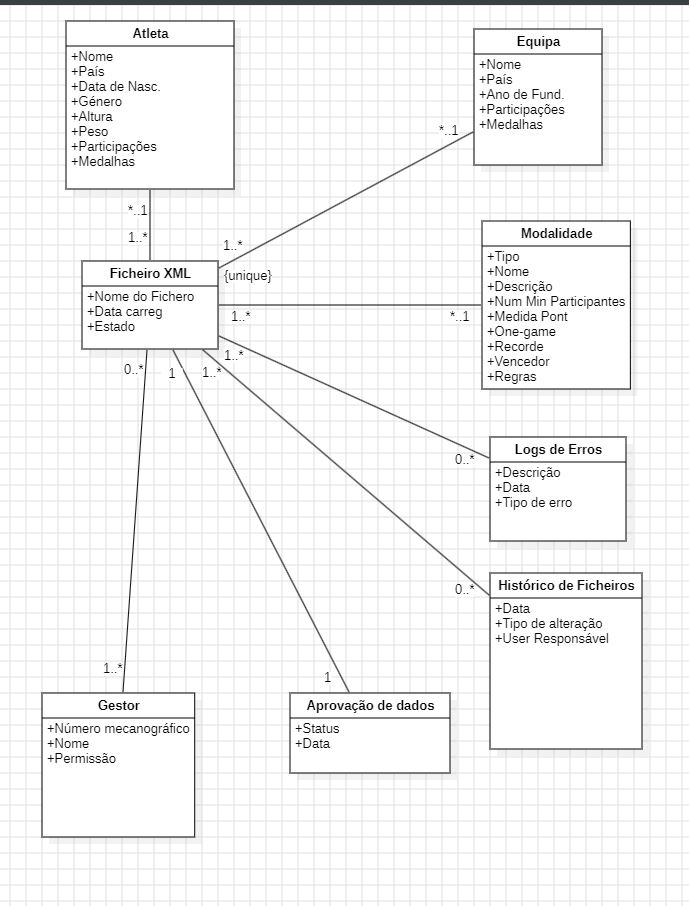 Atleta
+Nome
+País
+Data de Nasc.
+Género
+Altura
+Peso
+Participações
+Medalhas
Equipa
+Nome
+País
+Ano de Fund.
+Participações
+Medalhas
*..1
*..1
1..*
1..*
Ficheiro XML
+Nome do Fichero
+Data carreg
+Estado
{unique}
1..*
*..1
Modalidade
+Tipo
+Nome
+Descrição
+Num Min Participantes
+Medida Pont
+One-game
+Recorde
+Vencedor
+Regras
1..*
0..*
1
1..*
Logs de Erros
+Descrição
+Data
+Tipo de erro
0..*
Histórico de Ficheiros
+Data
+Tipo de alteração
+User Responsável
0..*
1..*
1
Gestor
+Número mecanográfico
+Nome
+Permissão
Aprovação de dados
+Status
+Data